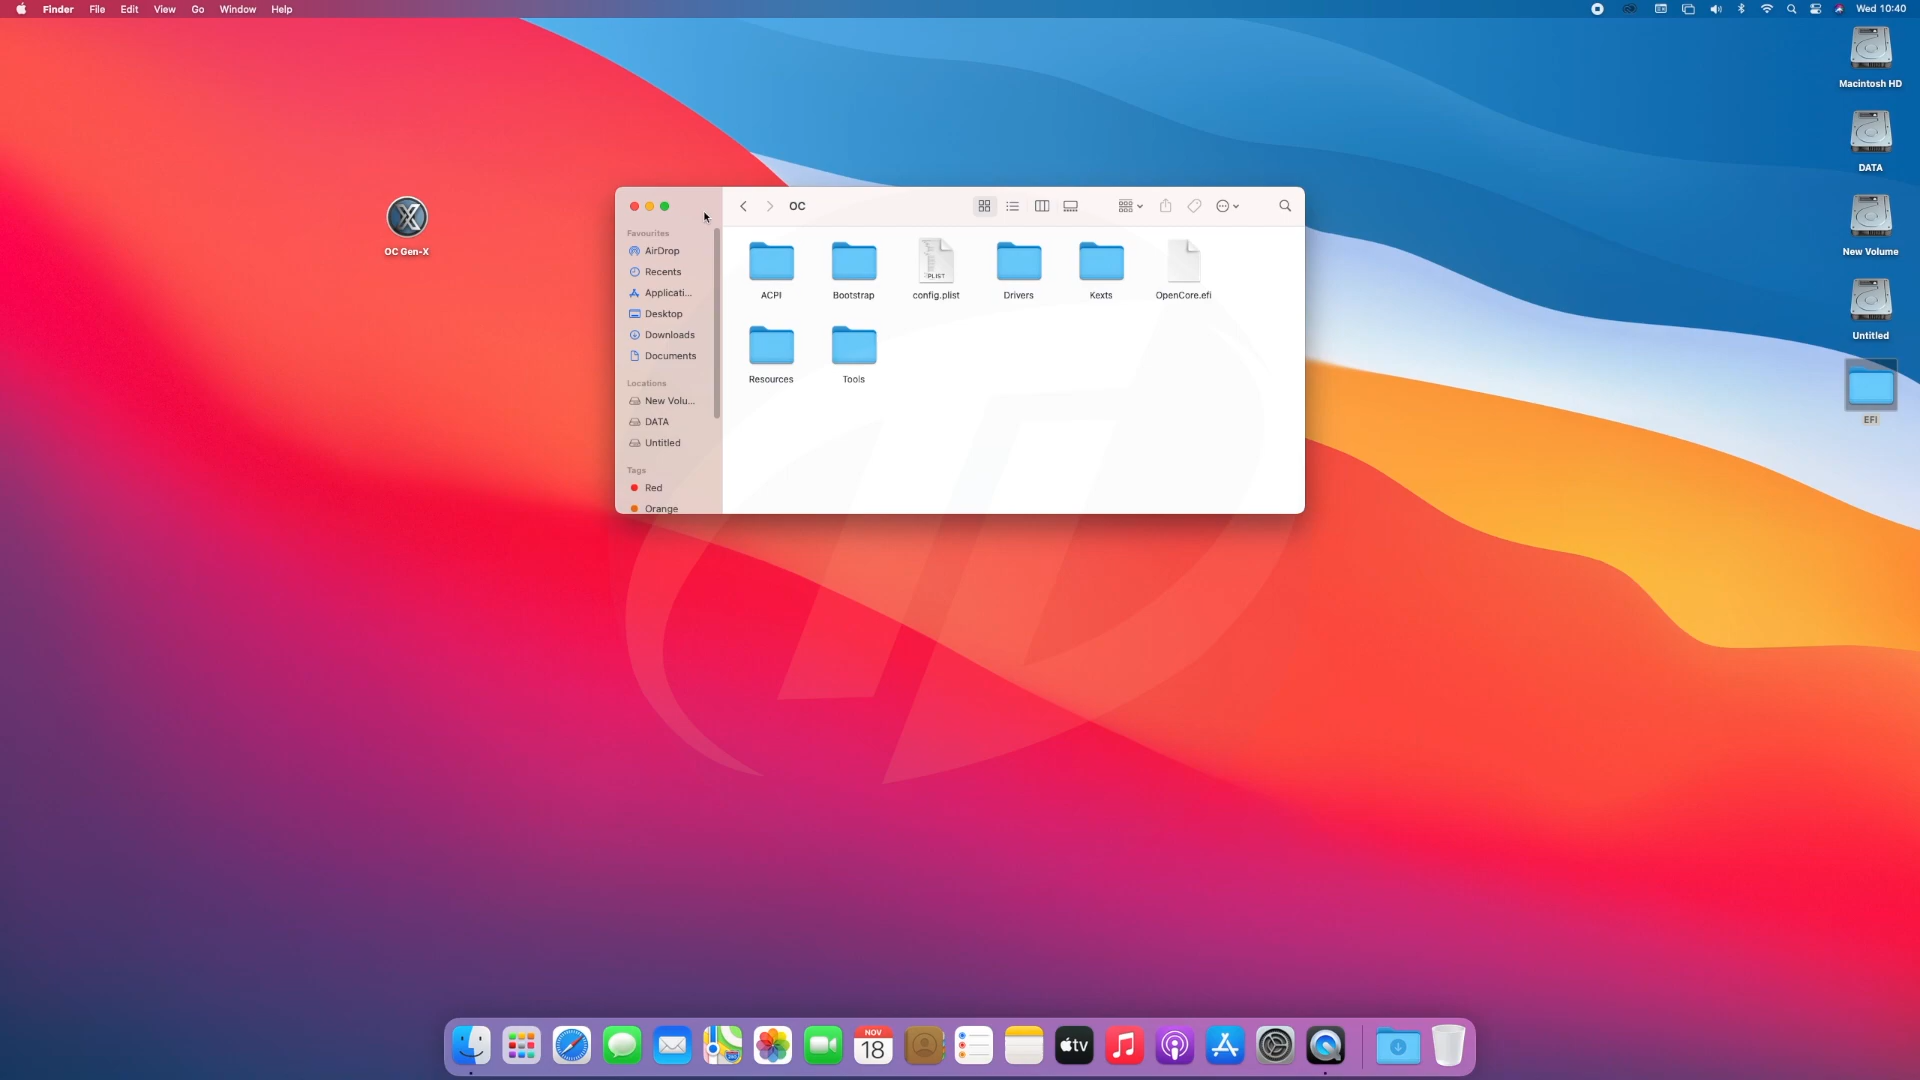 Finder File Edit View Go Window Help
Wed 10:40
Macintosh HD
DATA
New Volume
Untitled
EFI
OC Gen-X
OC
Favourites
AirDrop
Recents
Applicati...
Desktop
Downloads
Documents
Locations
New Volu...
DATA
Untitled
Tags
Red
Orange
ACPI
Bootstrap
PLIST
config.plist
Drivers
Kexts
OpenCore.efi
Resources
Tools
NOV
18
tv